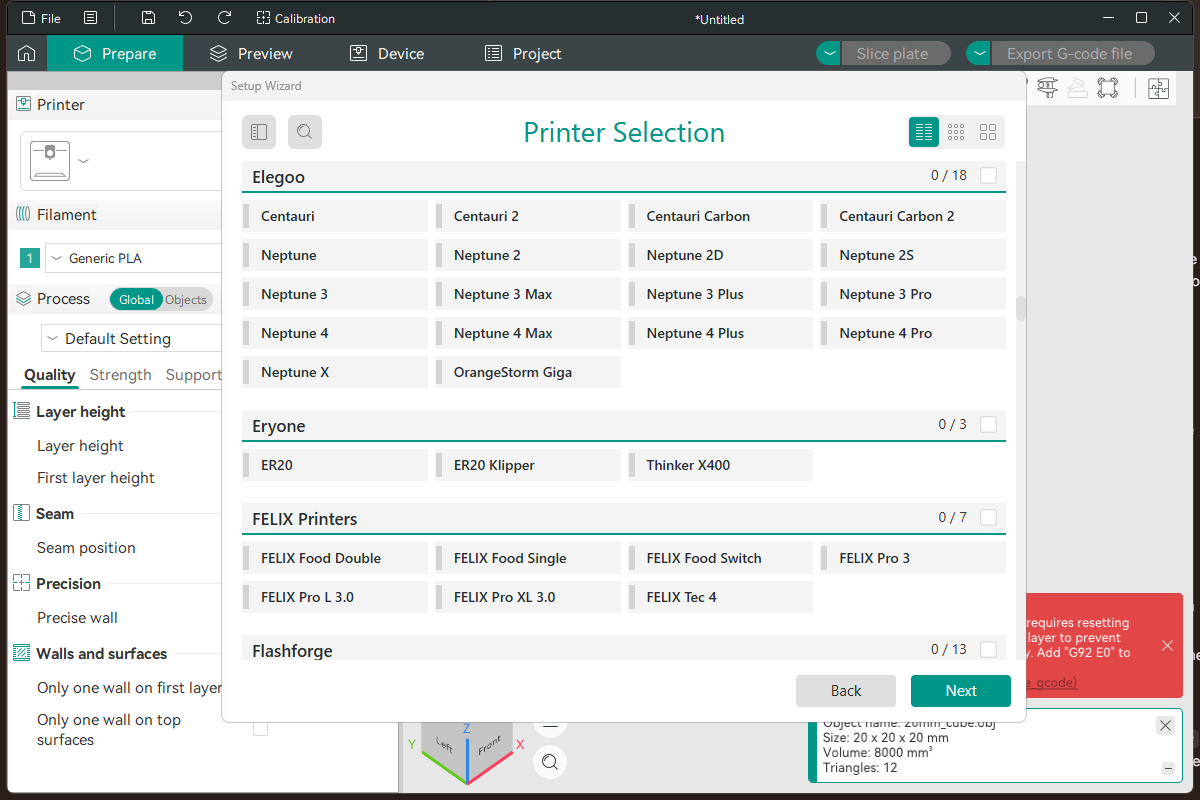 File
Calibration
*Untitled
Prepare
Preview
Device
Project
Slice plate
Export G-code file
Printer
Filament
1
Generic PLA
Process
Global
Objects
Default Setting
Quality
Strength
Support
Layer height
Layer height
First layer height
Seam
Seam position
Precision
Precise wall
Walls and surfaces
Only one wall on first layer
Only one wall on top
surfaces
Setup Wizard
Printer Selection
Elegoo
0 / 18
Centauri
Centauri 2
Centauri Carbon
Centauri Carbon 2
Neptune
Neptune 2
Neptune 2D
Neptune 2S
Neptune 3
Neptune 3 Max
Neptune 3 Plus
Neptune 3 Pro
Neptune 4
Neptune 4 Max
Neptune 4 Plus
Neptune 4 Pro
Neptune X
OrangeStorm Giga
Eryone
0 / 3
ER20
ER20 Klipper
Thinker X400
FELIX Printers
0 / 7
FELIX Food Double
FELIX Food Single
FELIX Food Switch
FELIX Pro 3
FELIX Pro L 3.0
FELIX Pro XL 3.0
FELIX Tec 4
Flashforge
0 / 13
Back
Next
requires resetting
layer to prevent
Add "G92 E0" to
e_gcode)
Object name: 20mm_cube.obj
Size: 20 x 20 x 20 mm
Volume: 8000 mm³
Triangles: 12
Z
Y
X
Left
Front